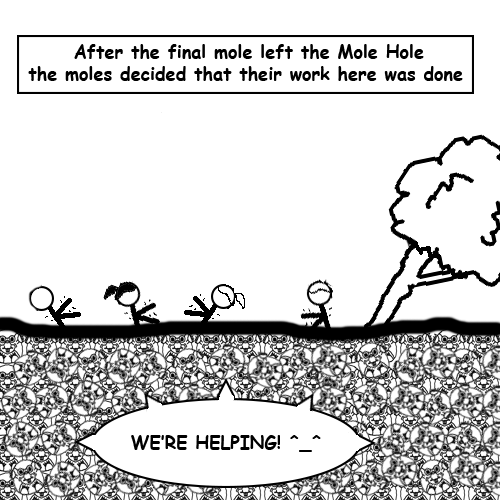 After the final mole left the Mole Hole
the moles decided that their work here was done
WE'RE HELPING! ^_^